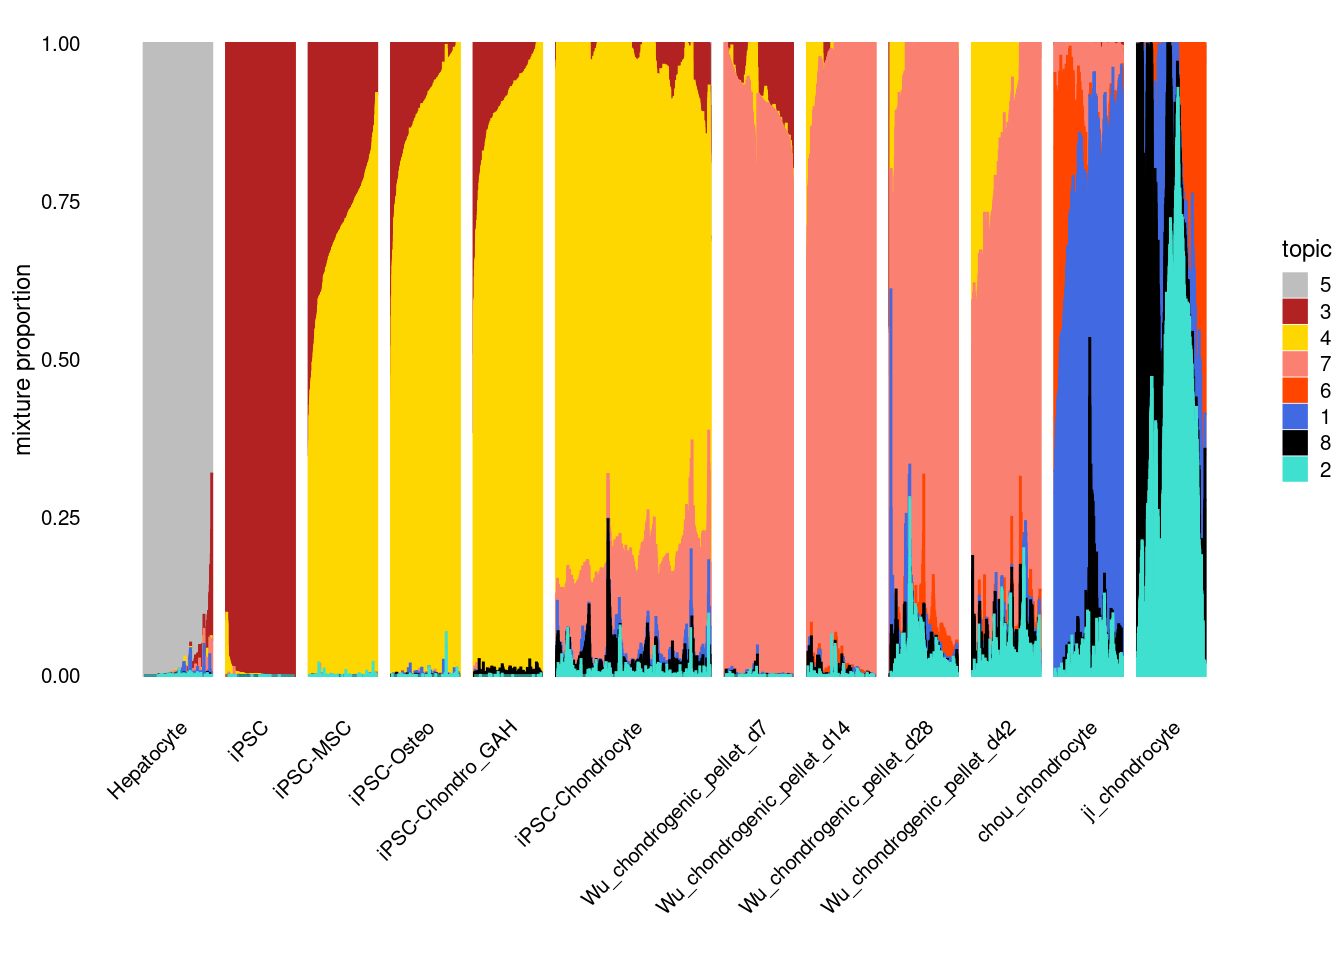 1.00
0.75
0.50
0.25
0.00
mixture proportion
Hepatocyte
iPSC
iPSC-MSC
iPSC-Osteo
iPSC-Chondro_GAH
iPSC-Chondrocyte
Wu_chondrogenic_pellet_d7
Wu_chondrogenic_pellet_d14
Wu_chondrogenic_pellet_d28
Wu_chondrogenic_pellet_d42
chou_chondrocyte
ji_chondrocyte
topic
5
3
4
7
6
1
8
2